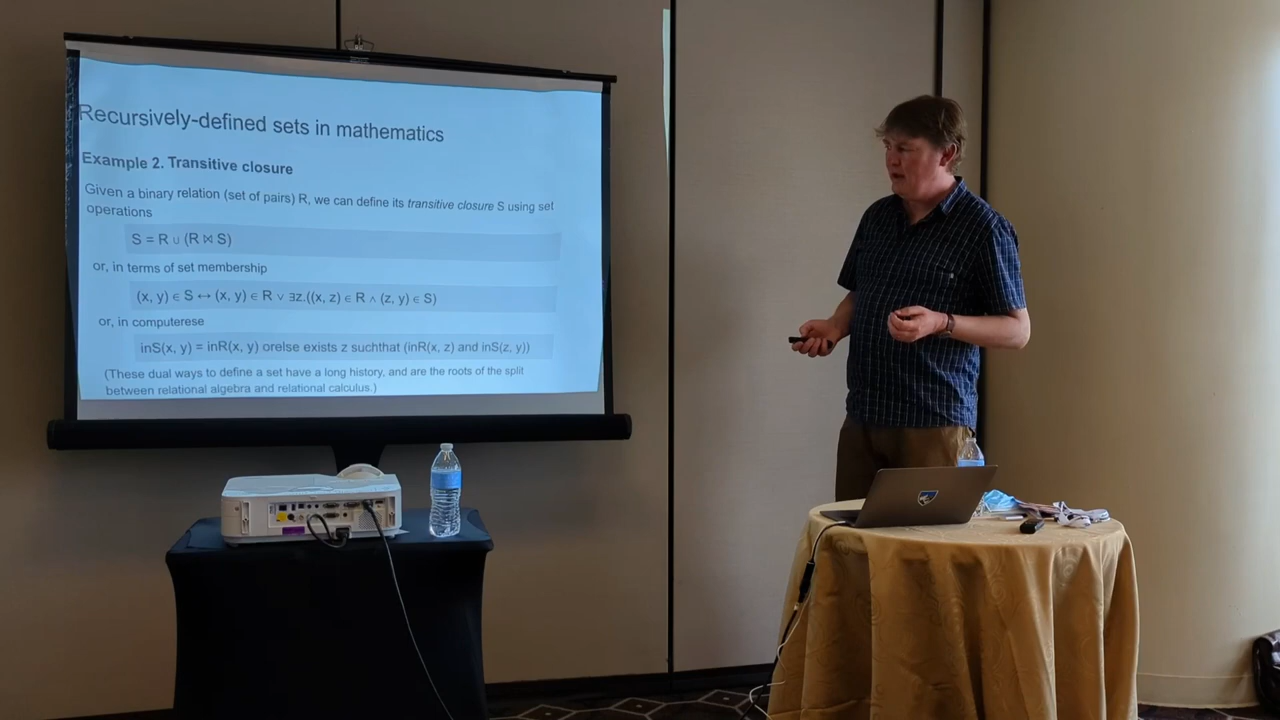 Recursively-defined sets in mathematics
Example 2. Transitive closure
Given a binary relation (set of pairs) R, we can define its transitive closure S using set
operations
S = R ∪ (R ⋈ S)
or, in terms of set membership
(x, y) ∈ S ↔ (x, y) ∈ R ∨ ∃z.((x, z) ∈ R ∧ (z, y) ∈ S)
or, in computerese
inS(x, y) = inR(x, y) orelse exists z suchthat (inR(x, z) and inS(z, y))
(These dual ways to define a set have a long history, and are the roots of the split
between relational algebra and relational calculus.)